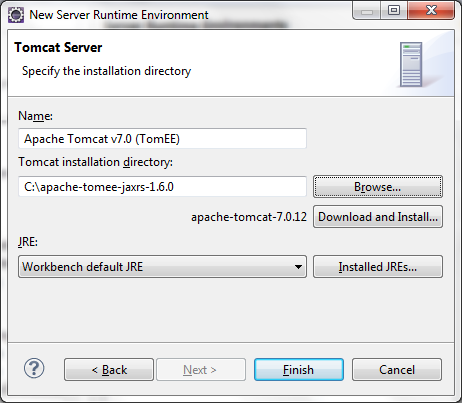 New Server Runtime Environment
Tomcat Server
Specify the installation directory
Name:
Apache Tomcat v7.0 (TomEE)
Tomcat installation directory:
C:\apache-tomee-jaxrs-1.6.0
Browse...
apache-tomcat-7.0.12
Download and Install...
JRE:
Workbench default JRE
Installed JREs...
?
< Back
Next >
Finish
Cancel